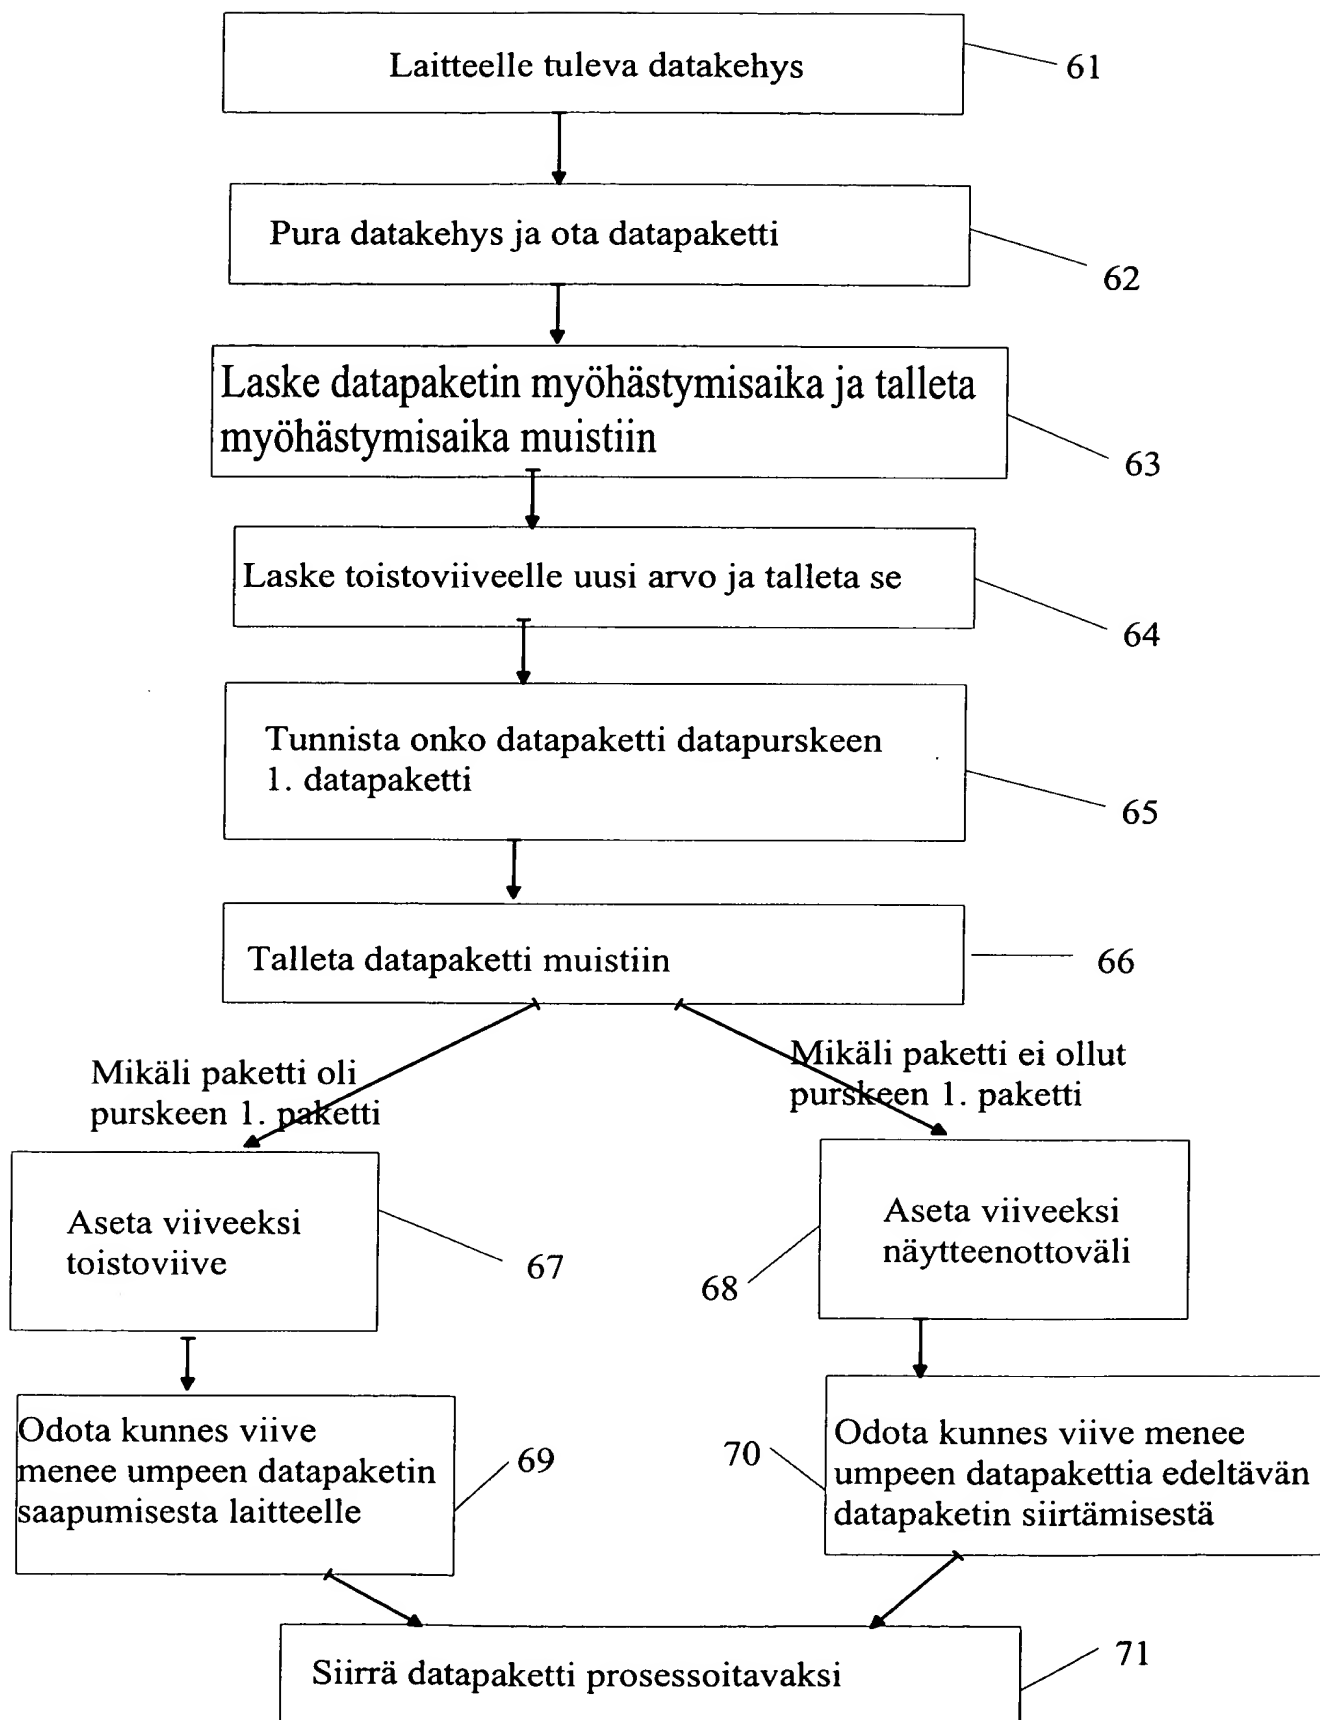 Laitteelle tuleva datakehys
61
Pura datakehys ja ota datapaketti
62
Laske datapaketin myöhästymisaika ja talleta
myöhästymisaika muistiin
63
Laske toistoviiveelle uusi arvo ja talleta se
64
Tunnista onko datapaketti datapurskeen
1. datapaketti
65
Talleta datapaketti muistiin
66
Mikäli paketti oli
purskeen 1. paketti
Mikäli paketti ei ollut
purskeen 1. paketti
Aseta viiveeksi
toistoviive
67
Aseta viiveeksi
näytteenottoväli
68
Odota kunnes viive
menee umpeen datapaketin
saapumisesta laitteelle
69
Odota kunnes viive menee
umpeen datapakettia edeltävän
datapaketin siirtämisestä
70
Siirrä datapaketti prosessoitavaksi
71